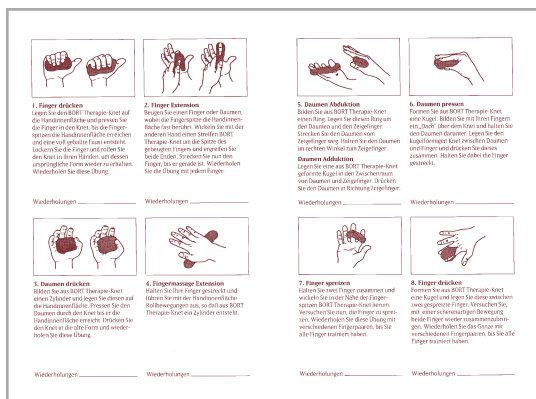 1. Finger drücken
Legen Sie den BORT Therapie-Knet auf
die Handinnenfläche und pressen Sie
die Finger in den Knet, bis die Finger-
spitzen die Handinnenfläche erreichen
und eine voll geballte Faust entsteht.
Lockern Sie die Finger und rollen Sie
den Knet in Ihren Händen, um dessen
ursprüngliche Form wieder zu erhalten.
Wiederholen Sie diese Übung.
Wiederholungen
2. Finger Extension
Beugen Sie einen Finger oder Daumen,
wobei die Fingerspitze die Handinnen-
fläche fast berührt. Wickeln Sie mit der
anderen Hand einen Streifen BORT
Therapie-Knet um die Spitze des
gebeugten Fingers und ergreifen Sie
beide Enden. Strecken Sie nun den
Finger, bis er gerade ist. Wiederholen
Sie die Übung mit jedem Finger.
Wiederholungen
3. Daumen drücken
Bilden Sie aus BORT Therapie-Knet
einen Zylinder und legen Sie diesen auf
die Handinnenfläche. Pressen Sie den
Daumen durch den Knet bis er die
Handinnenfläche erreicht. Drücken Sie
den Knet in die alte Form und wieder-
holen Sie diese Übung.
Wiederholungen
4. Fingermassage Extension
Halten Sie Ihre Finger gestreckt und
führen Sie mit der Handinnenfläche
Rollbewegungen aus, so daß aus BORT
Therapie-Knet ein Zylinder entsteht.
Wiederholungen
5. Daumen Abduktion
Bilden Sie aus BORT Therapie-Knet
einen Ring. Legen Sie diesen Ring um
den Daumen und den Zeigefinger.
Strecken Sie den Daumen vom
Zeigefinger weg. Halten Sie den Daumen
im rechten Winkel zum Zeigefinger.
Daumen Adduktion
Legen Sie eine aus BORT Therapie-Knet
geformte Kugel in den Zwischenraum
von Daumen und Zeigefinger. Drücken
Sie den Daumen in Richtung Zeigefinger.
Wiederholungen
6. Daumen pressen
Formen Sie aus BORT Therapie-Knet
eine Kugel. Bilden Sie mit Ihren Fingern
ein „Dach" über dem Knet und halten Sie
den Daumen darunter. Legen Sie den
kugelförmigen Knet zwischen Daumen
und Finger und drücken Sie dieses
zusammen. Halten Sie dabei die Finger
gestreckt.
Wiederholungen
7. Finger spreizen
Halten Sie zwei Finger zusammen und
wickeln Sie in der Nähe der Finger-
spitzen BORT Therapie-Knet herum.
Versuchen Sie nun, die Finger zu sprei-
zen. Wiederholen Sie diese Übung mit
verschiedenen Fingerpaaren, bis Sie
alle Finger trainiert haben.
Wiederholungen
8. Finger drücken
Formen Sie aus BORT Therapie-Knet
eine Kugel und legen Sie diese zwischen
zwei gespreizte Finger. Versuchen Sie,
mit einer scherenartigen Bewegung
beide Finger wieder zusammenzubrin-
gen. Wiederholen Sie das Ganze mit
verschiedenen Fingerpaaren, bis Sie alle
Finger trainiert haben.
Wiederholungen